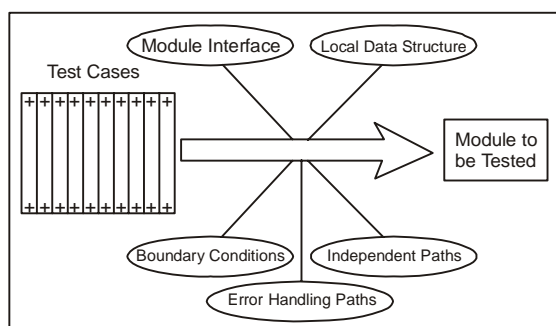 Module Interface
Local Data Structure
Test Cases
+ + + + + + + + + +
Module to
be Tested
+ + + + + + + + + +
Boundary Conditions
Independent Paths
Error Handling Paths